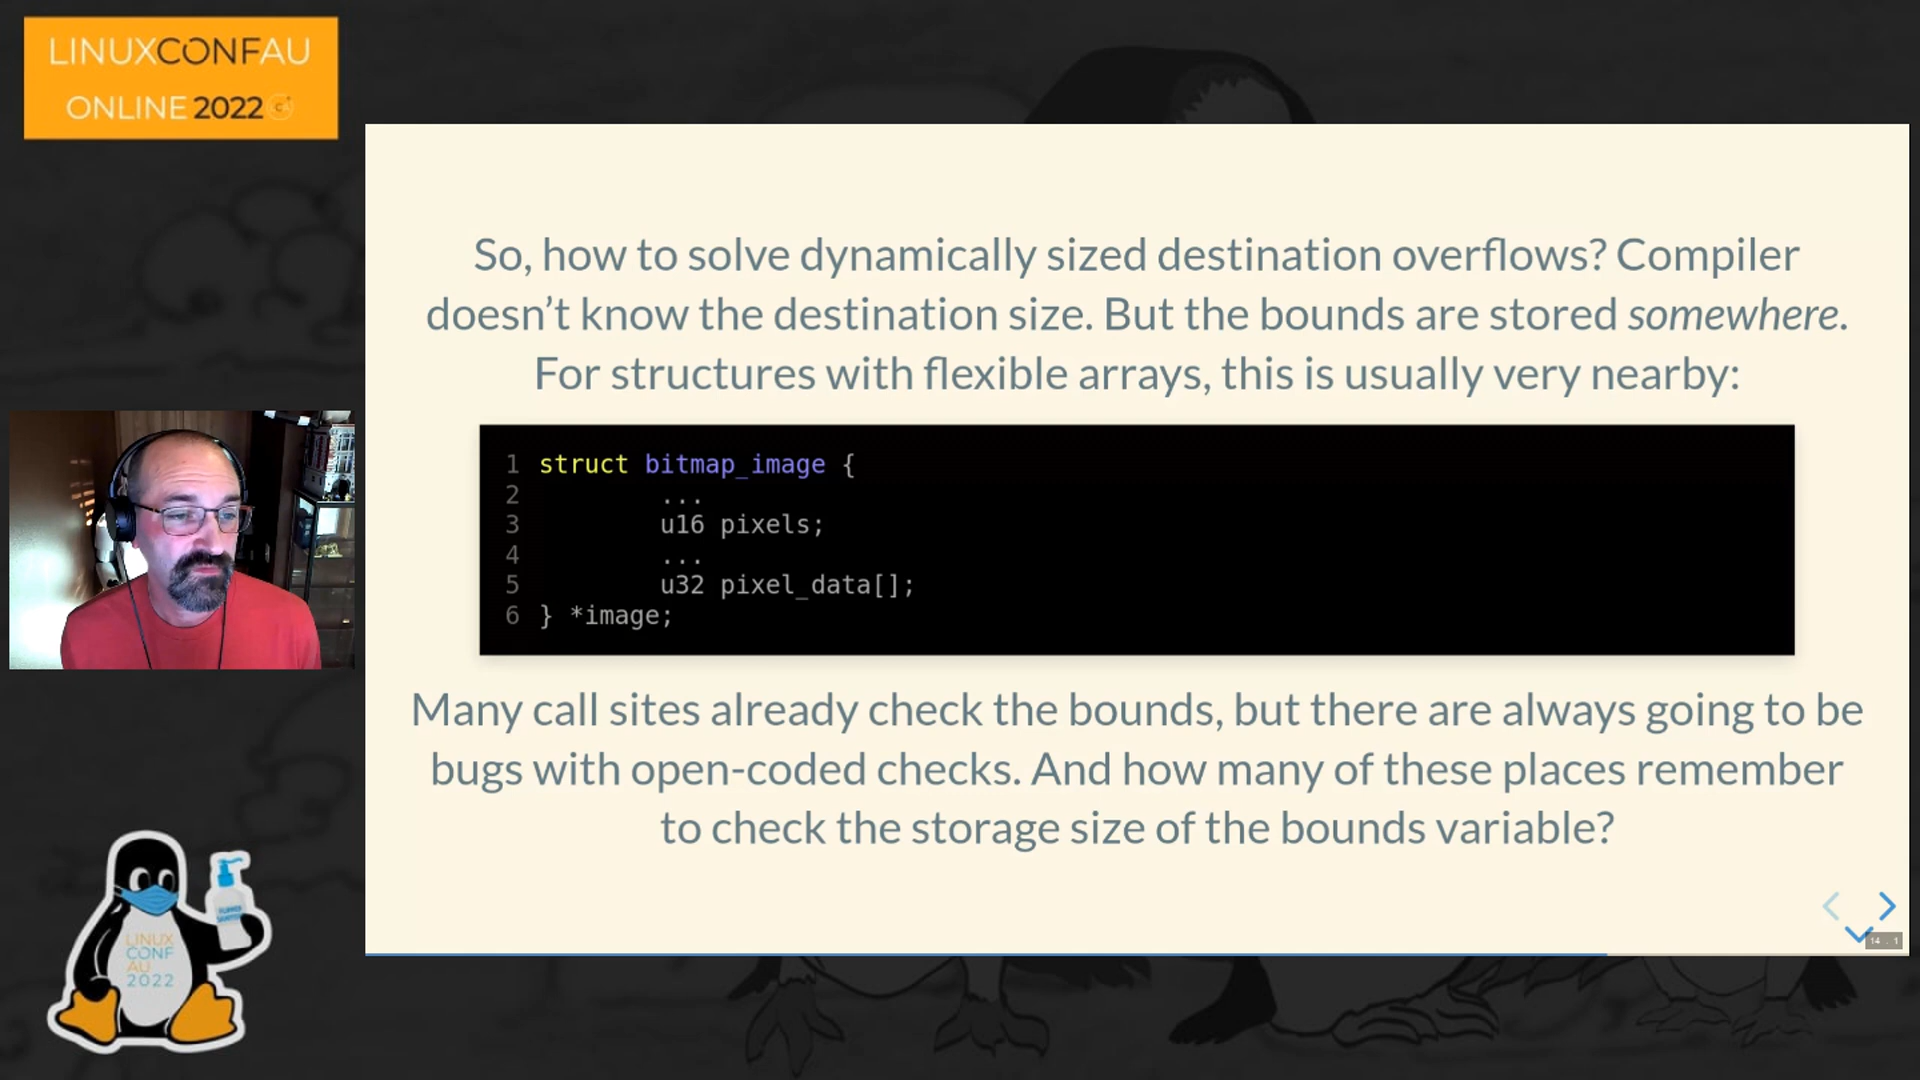 LINUXCONFAU
ONLINE 2022
So, how to solve dynamically sized destination overflows? Compiler
doesn’t know the destination size. But the bounds are stored somewhere.
For structures with flexible arrays, this is usually very nearby:
1 struct bitmap_image {
2         ...
3         u16 pixels;
4         ...
5         u32 pixel_data[];
6 } *image;
Many call sites already check the bounds, but there are always going to be
bugs with open-coded checks. And how many of these places remember
to check the storage size of the bounds variable?
14 . 1
LINUX
CONF
AU
2022